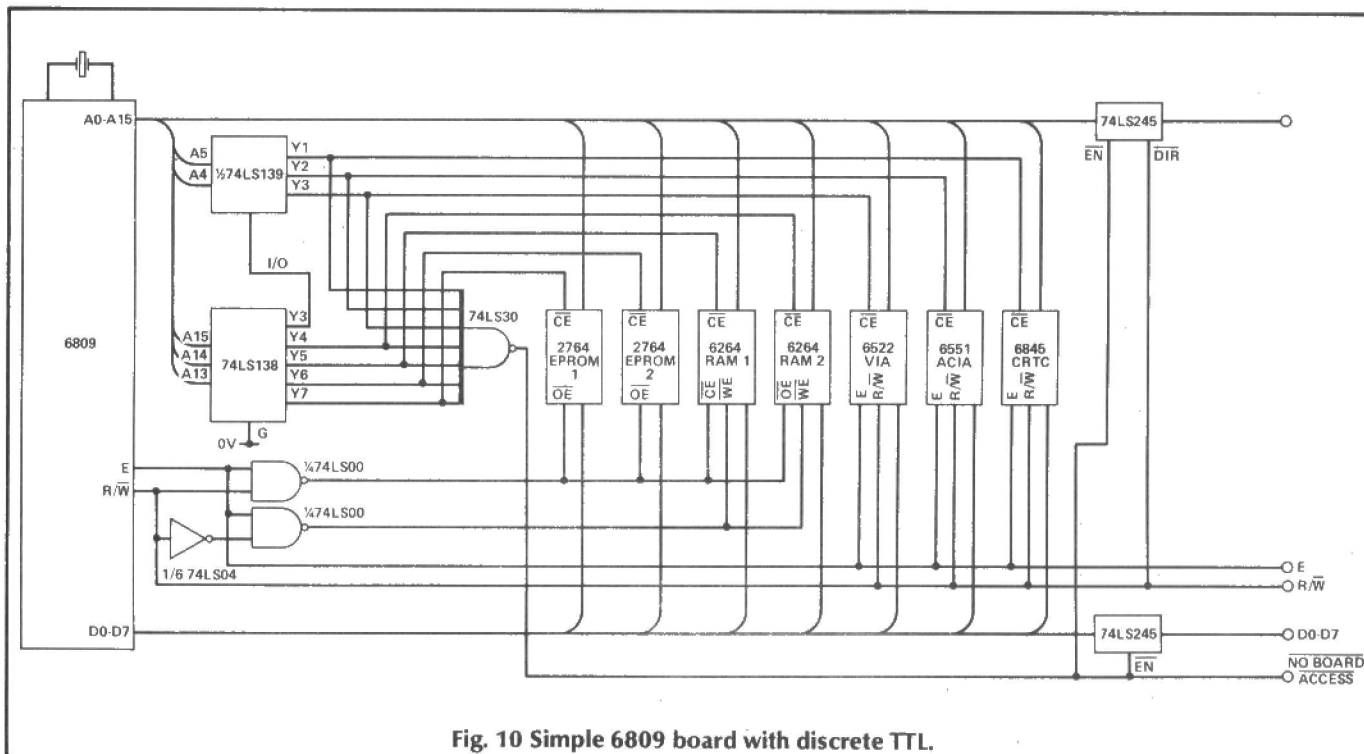 A0-A15
74LS245
EN
DIR
A5
A4
½74LS139
Y1
Y2
Y3
I/O
74LS30
6809
A15
A14
A13
74LS138
Y3
Y4
Y5
Y6
Y7
G
0V
CE
2764
EPROM
1
OE
CE
2764
EPROM
2
OE
CE
6264
RAM 1
CE
WE
CE
6264
RAM 2
OE
WE
CE
6522
VIA
E
R/W
CE
6551
ACIA
E
R/W
CE
6845
CRTC
E
R/W
E
R/W
¼74LS00
¼74LS00
1/6 74LS04
E
R/W
D0-D7
74LS245
EN
D0-D7
NO BOARD
ACCESS
Fig. 10 Simple 6809 board with discrete TTL.